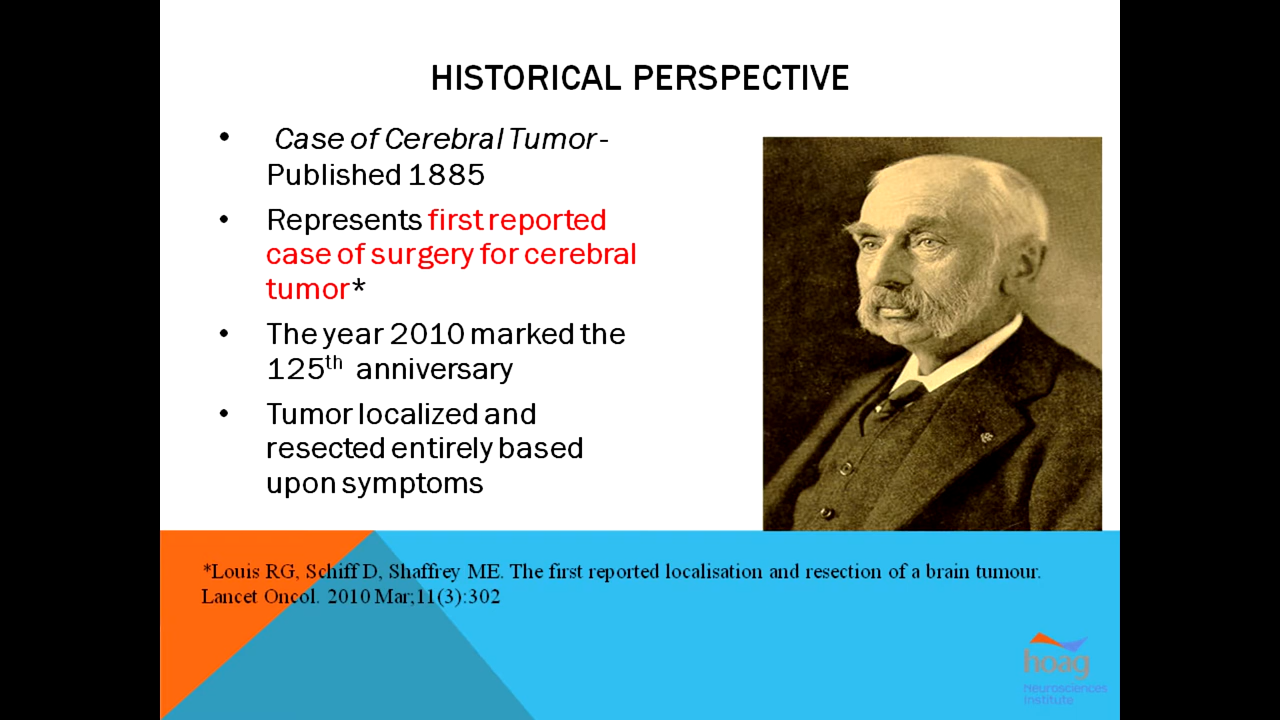 HISTORICAL PERSPECTIVE
• Case of Cerebral Tumor-
Published 1885
• Represents first reported
case of surgery for cerebral
tumor*
• The year 2010 marked the
125th anniversary
• Tumor localized and
resected entirely based
upon symptoms
*Louis RG, Schiff D, Shaffrey ME. The first reported localisation and resection of a brain tumour.
Lancet Oncol. 2010 Mar;11(3):302
hoag
Neurosciences
Institute